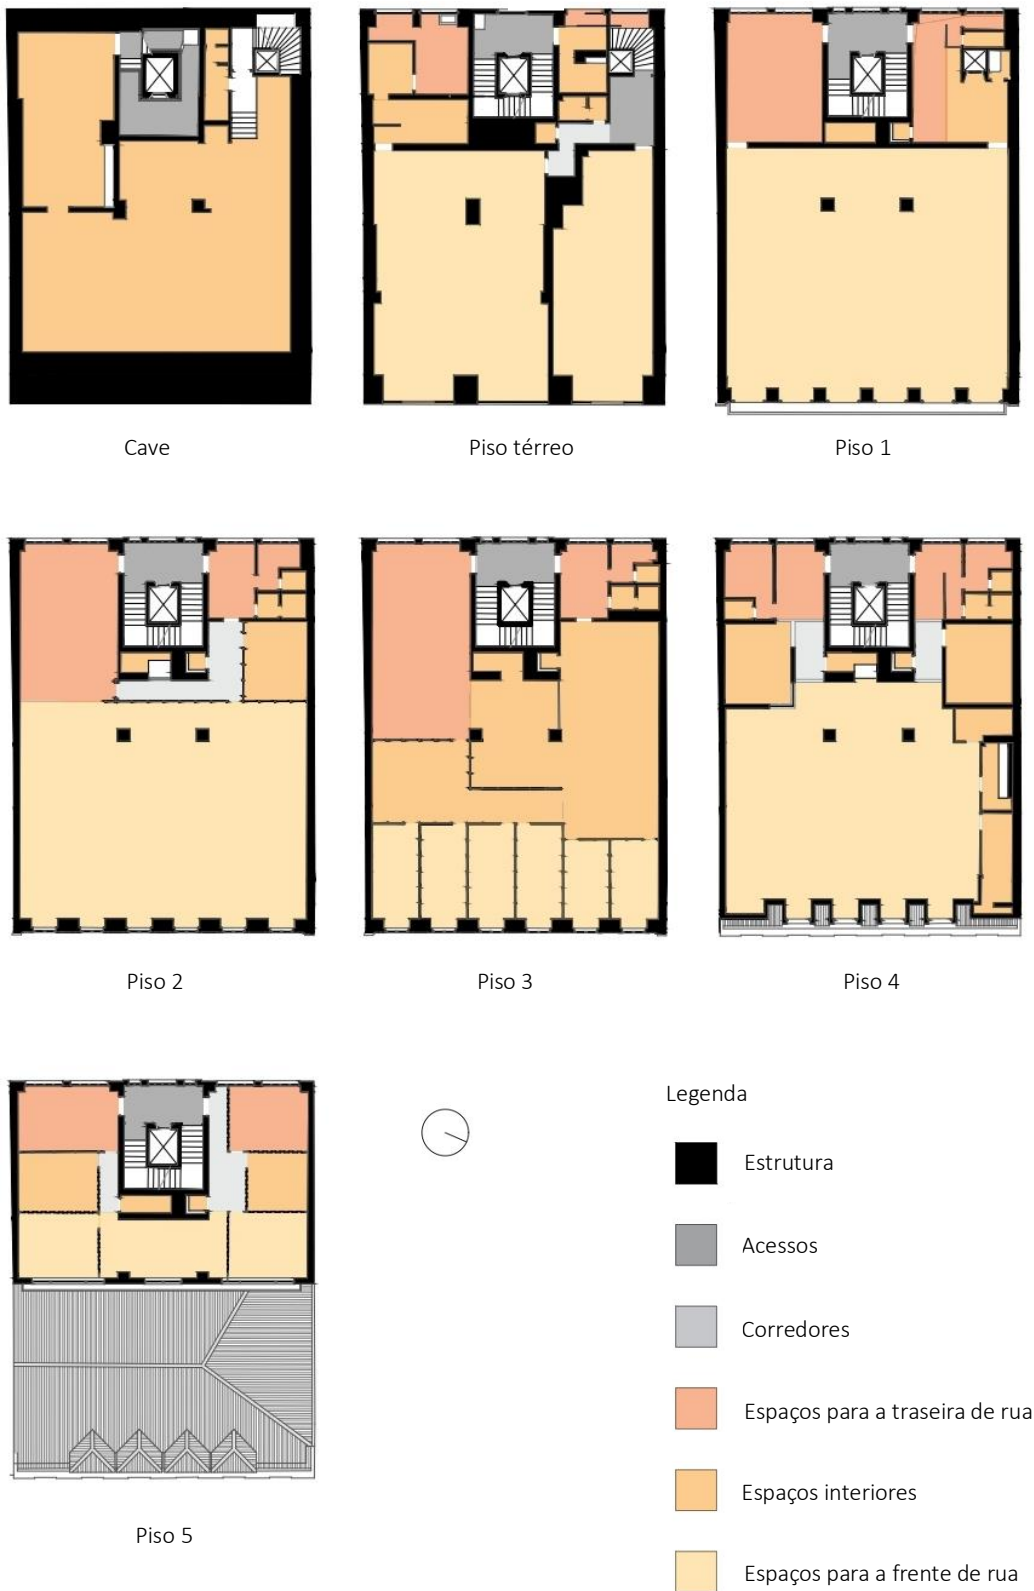 Cave
Piso térreo
Piso 1
Piso 2
Piso 3
Piso 4
Piso 5
Legenda
Estrutura
Acessos
Corredores
Espaços para a traseira de rua
Espaços interiores
Espaços para a frente de rua